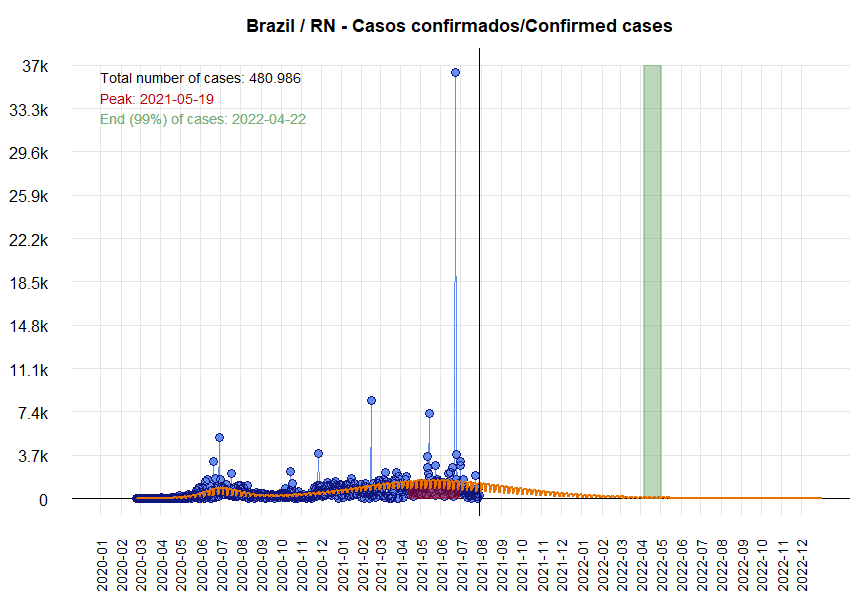 Brazil / RN - Casos confirmados/Confirmed cases
Total number of cases: 480.986
Peak: 2021-05-19
End (99%) of cases: 2022-04-22
37k
33.3k
29.6k
25.9k
22.2k
18.5k
14.8k
11.1k
7.4k
3.7k
0
2020-01
2020-02
2020-03
2020-04
2020-05
2020-06
2020-07
2020-08
2020-09
2020-10
2020-11
2020-12
2021-01
2021-02
2021-03
2021-04
2021-05
2021-06
2021-07
2021-08
2021-09
2021-10
2021-11
2021-12
2022-01
2022-02
2022-03
2022-04
2022-05
2022-06
2022-07
2022-08
2022-09
2022-10
2022-11
2022-12